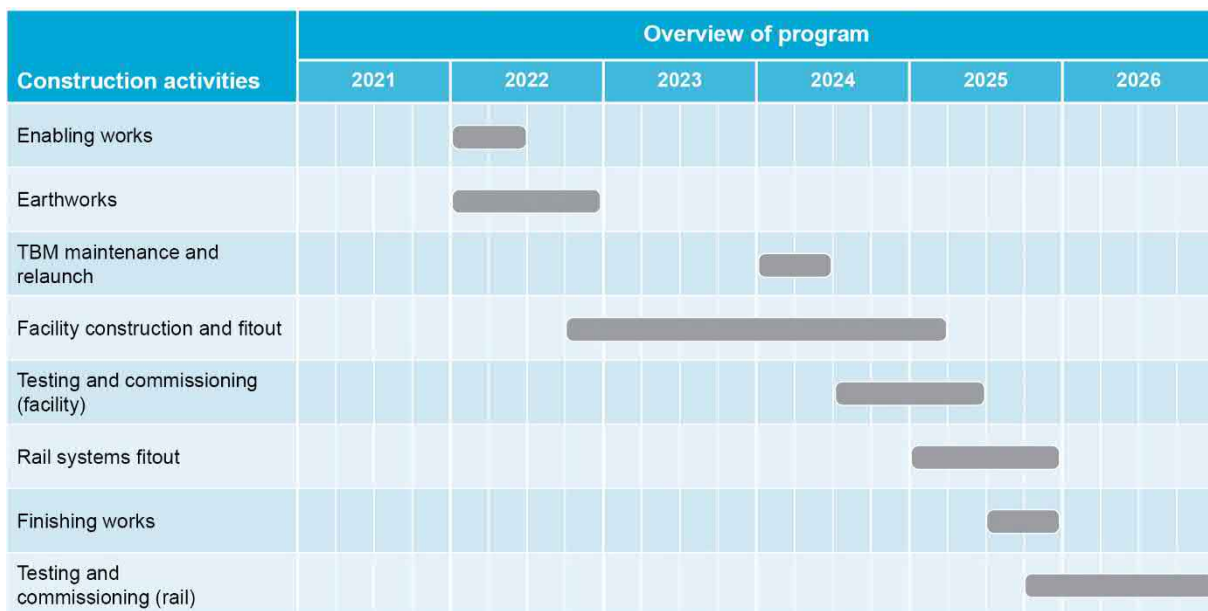 Overview of program
Construction activities
2021
2022
2023
2024
2025
2026
Enabling works
Earthworks
TBM maintenance and
relaunch
Facility construction and fitout
Testing and commissioning
(facility)
Rail systems fitout
Finishing works
Testing and
commissioning (rail)